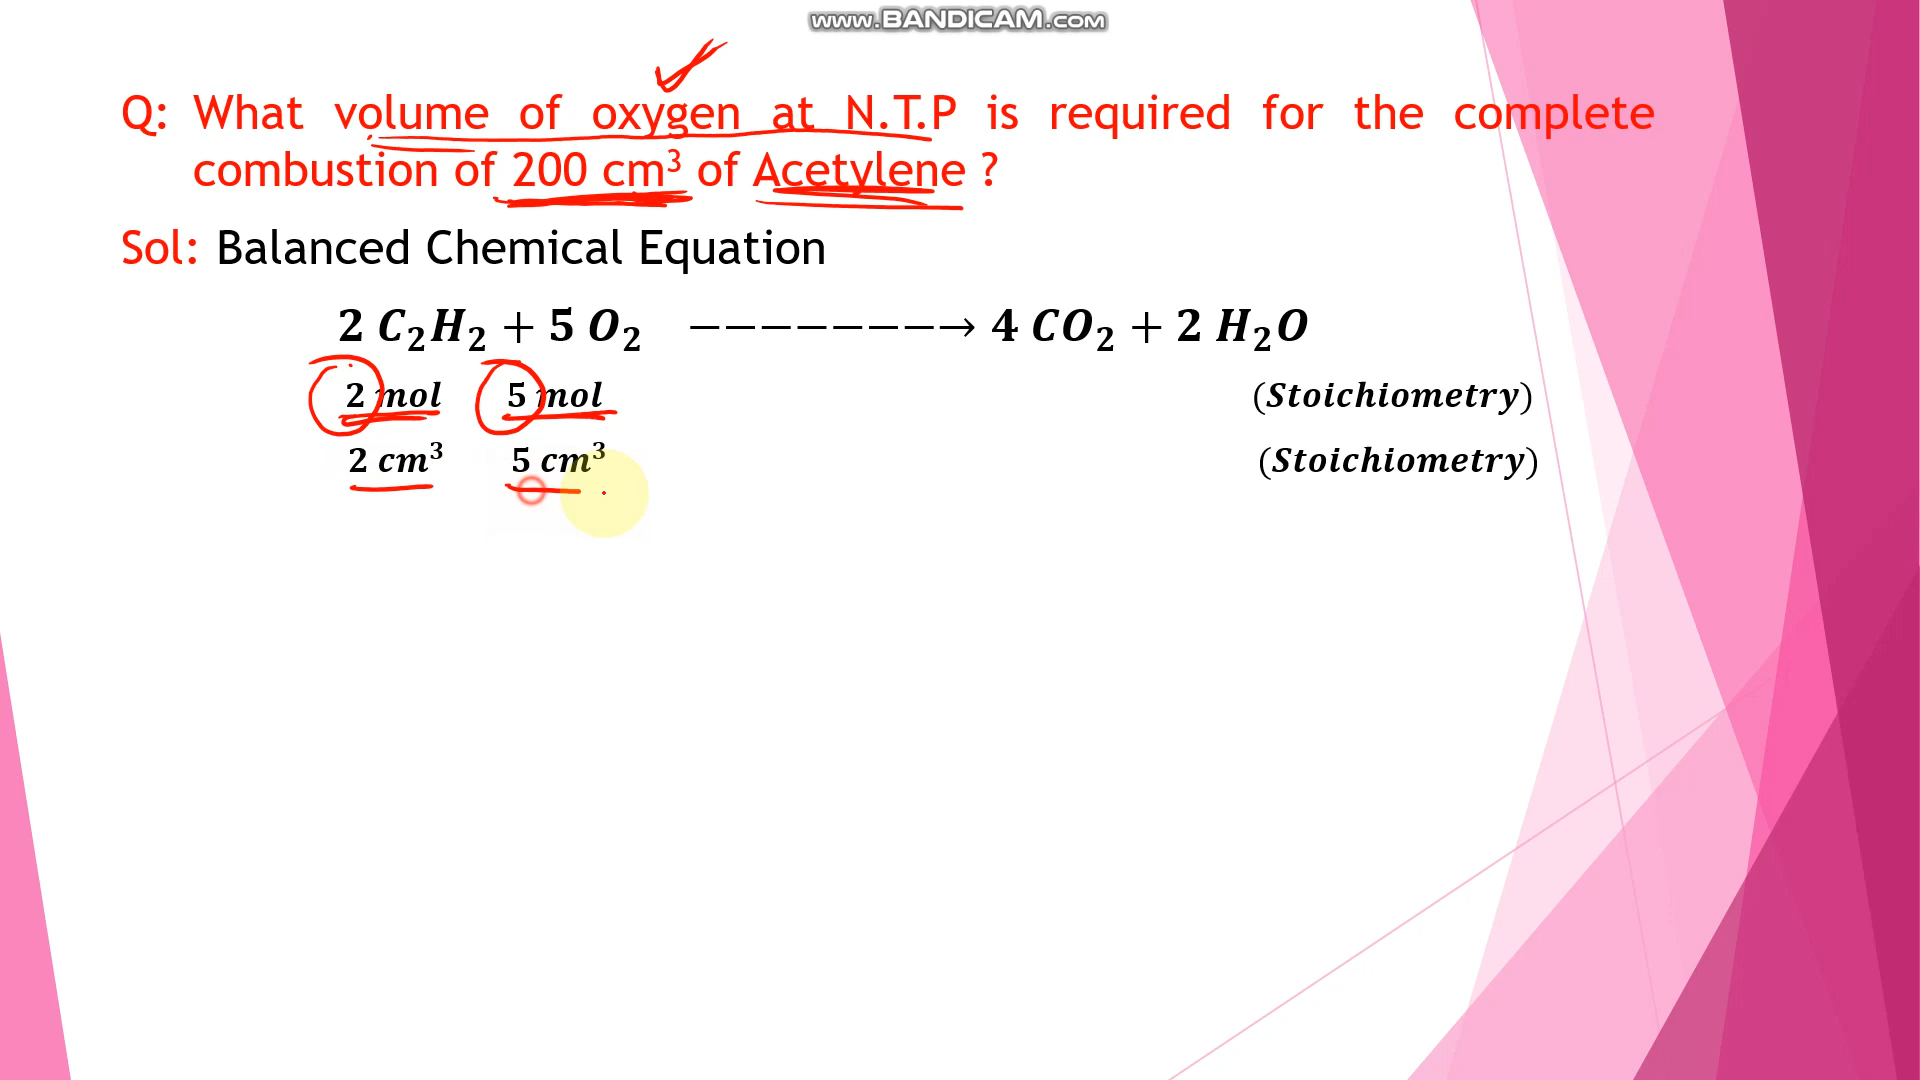 www.BANDICAM.com
Q: What volume of oxygen at N.T.P is required for the complete
combustion of 200 cm³ of Acetylene ?
Sol: Balanced Chemical Equation
2 C₂H₂ + 5 O₂ −−−−−−−→ 4 CO₂ + 2 H₂O
2 mol 5 mol (Stoichiometry)
2 cm³ 5 cm³ (Stoichiometry)